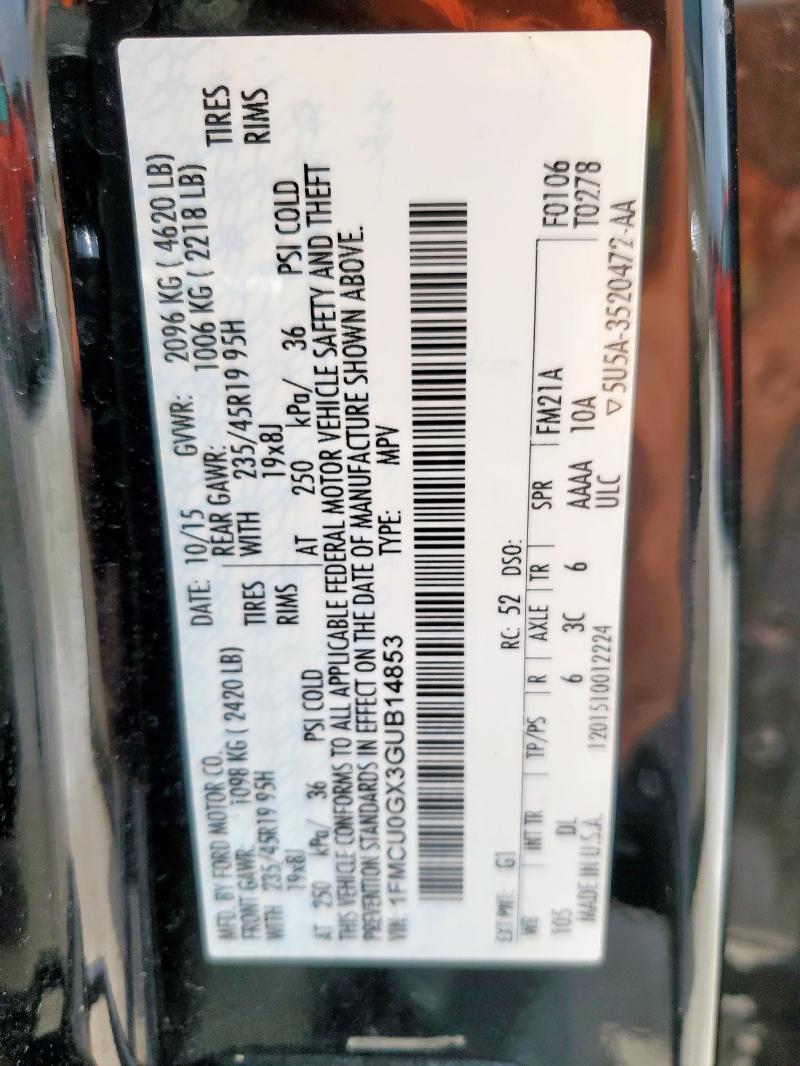 MFD. BY FORD MOTOR CO. DATE: 10/15 GVWR: 2096 KG ( 4620 LB)
FRONT GAWR: 1098 KG ( 2420 LB) REAR GAWR: 1006 KG ( 2218 LB)
WITH 235/45R19 95H TIRES WITH 235/45R19 95H TIRES
19x8J RIMS 19x8J RIMS
AT 250 kPa/ 36 PSI COLD AT 250 kPa/ 36 PSI COLD
THIS VEHICLE CONFORMS TO ALL APPLICABLE FEDERAL MOTOR VEHICLE SAFETY AND THEFT
PREVENTION STANDARDS IN EFFECT ON THE DATE OF MANUFACTURE SHOWN ABOVE.
VIN: 1FMCU0GX3GUB14853 TYPE: MPV
EXT PNT: G1 RC: 52 DSO: F0106
WB INT TR TP/PS R AXLE TR SPR FM21A T0278
105 DL 6 3C 6 AAAA 10A
MADE IN U.S.A. 1201510012224 ULC ▽5U5A-3520472-AA